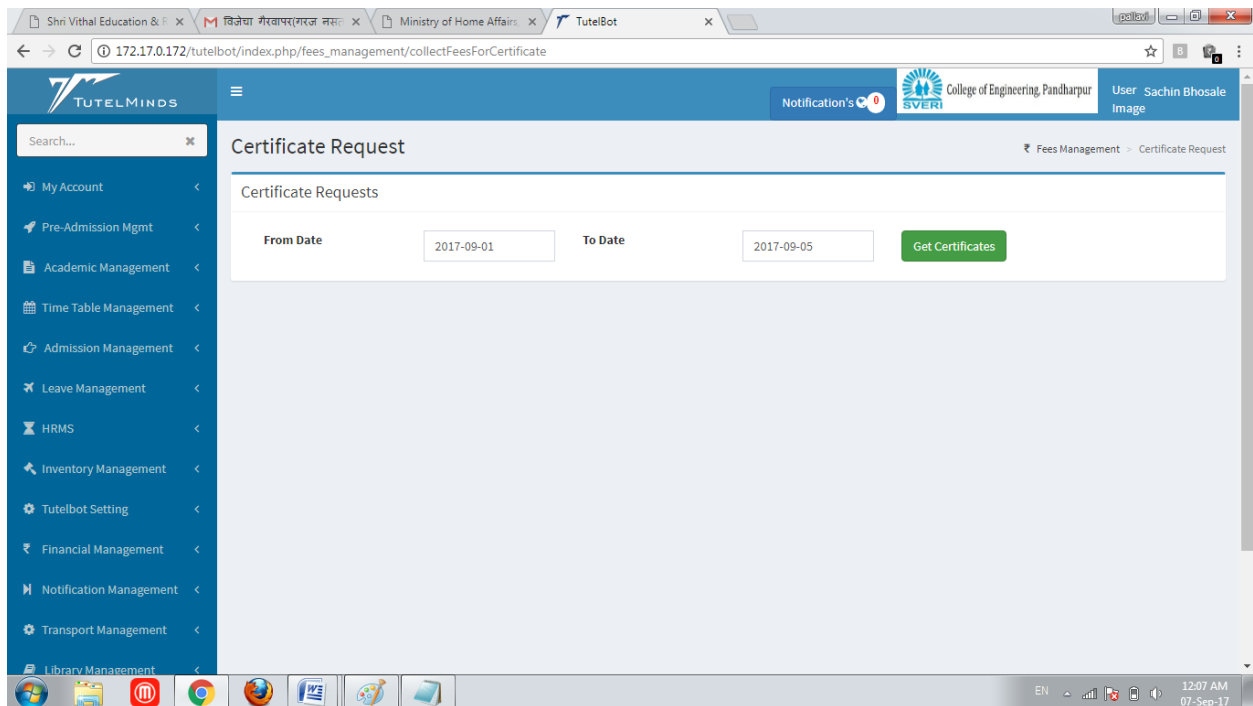 Shri Vithal Education & R
विजेचा गैरवापर(गरज नसत
Ministry of Home Affairs
TutelBot
pallavi
172.17.0.172/tutelbot/index.php/fees_management/collectFeesForCertificate
TUTELMINDS
Notification's 0
SVERI
College of Engineering, Pandharpur
User Image
Sachin Bhosale
Search...
Certificate Request
₹ Fees Management > Certificate Request
My Account
Certificate Requests
Pre-Admission Mgmt
From Date
2017-09-01
To Date
2017-09-05
Get Certificates
Academic Management
Time Table Management
Admission Management
Leave Management
HRMS
Inventory Management
Tutelbot Setting
₹ Financial Management
Notification Management
Transport Management
Library Management
EN
12:07 AM
07-Sep-17